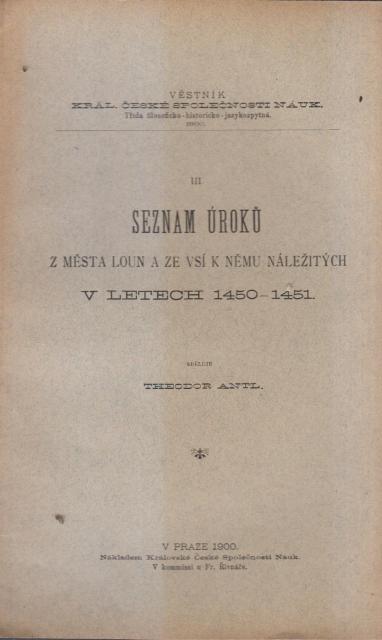 VĚSTNÍK
KRÁL. ČESKÉ SPOLEČNOSTI NÁUK.
Třída filosoficko-historicko-jazykozpytná.
1900.
III.
SEZNAM ÚROKŮ
Z MĚSTA LOUN A ZE VSÍ K NĚMU NÁLEŽITÝCH
V LETECH 1450–1451.
THEODOR ANTL.
V PRAZE 1900.
Nákladem Královské České Společnosti Nauk.
V kommissi u Fr. Řivnáče.